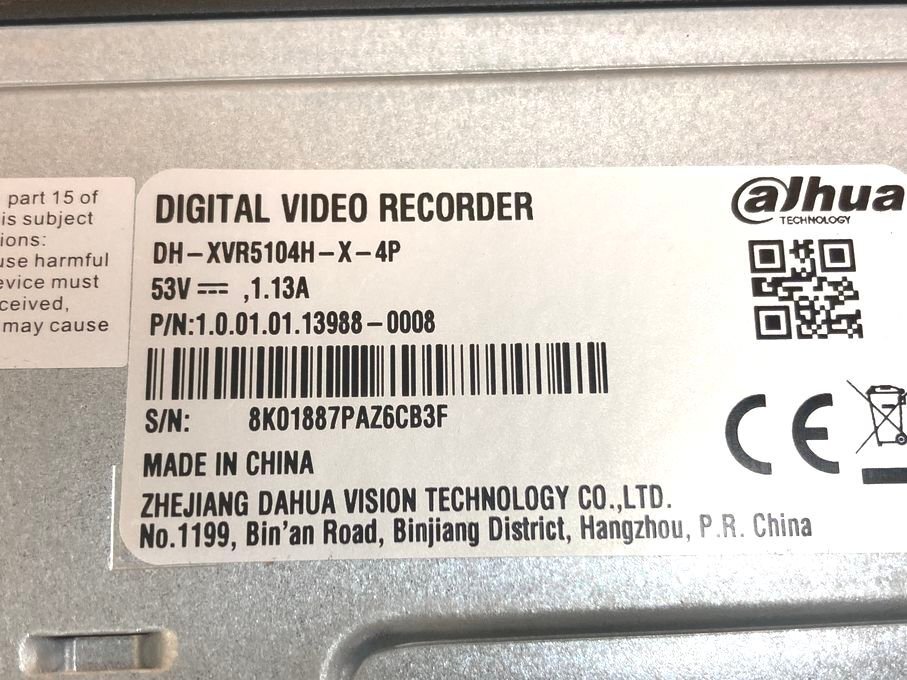 part 15 of
is subject
ions:
use harmful
evice must
ceived,
may cause
DIGITAL VIDEO RECORDER
DH-XVR5104H-X-4P
53V ⎓ ,1.13A
P/N:1.0.01.01.13988-0008
S/N: 8K01887PAZ6CB3F
MADE IN CHINA
ZHEJIANG DAHUA VISION TECHNOLOGY CO.,LTD.
No.1199, Bin'an Road, Binjiang District, Hangzhou, P.R. China
alhua
TECHNOLOGY
CE